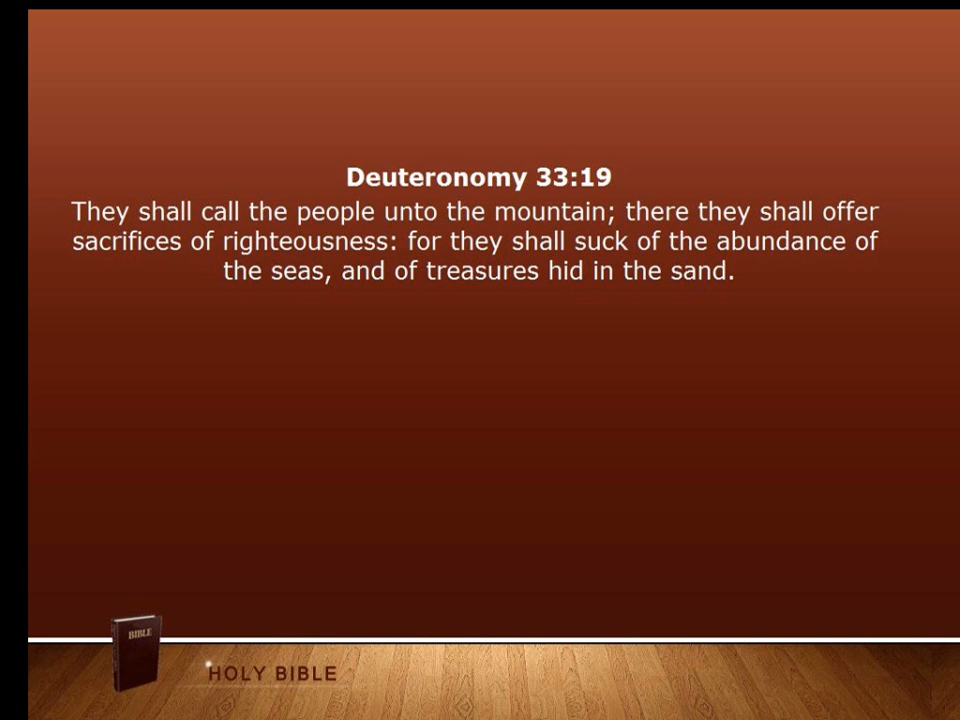 Deuteronomy 33:19
They shall call the people unto the mountain; there they shall offer
sacrifices of righteousness: for they shall suck of the abundance of
the seas, and of treasures hid in the sand.
BIBLE
HOLY BIBLE